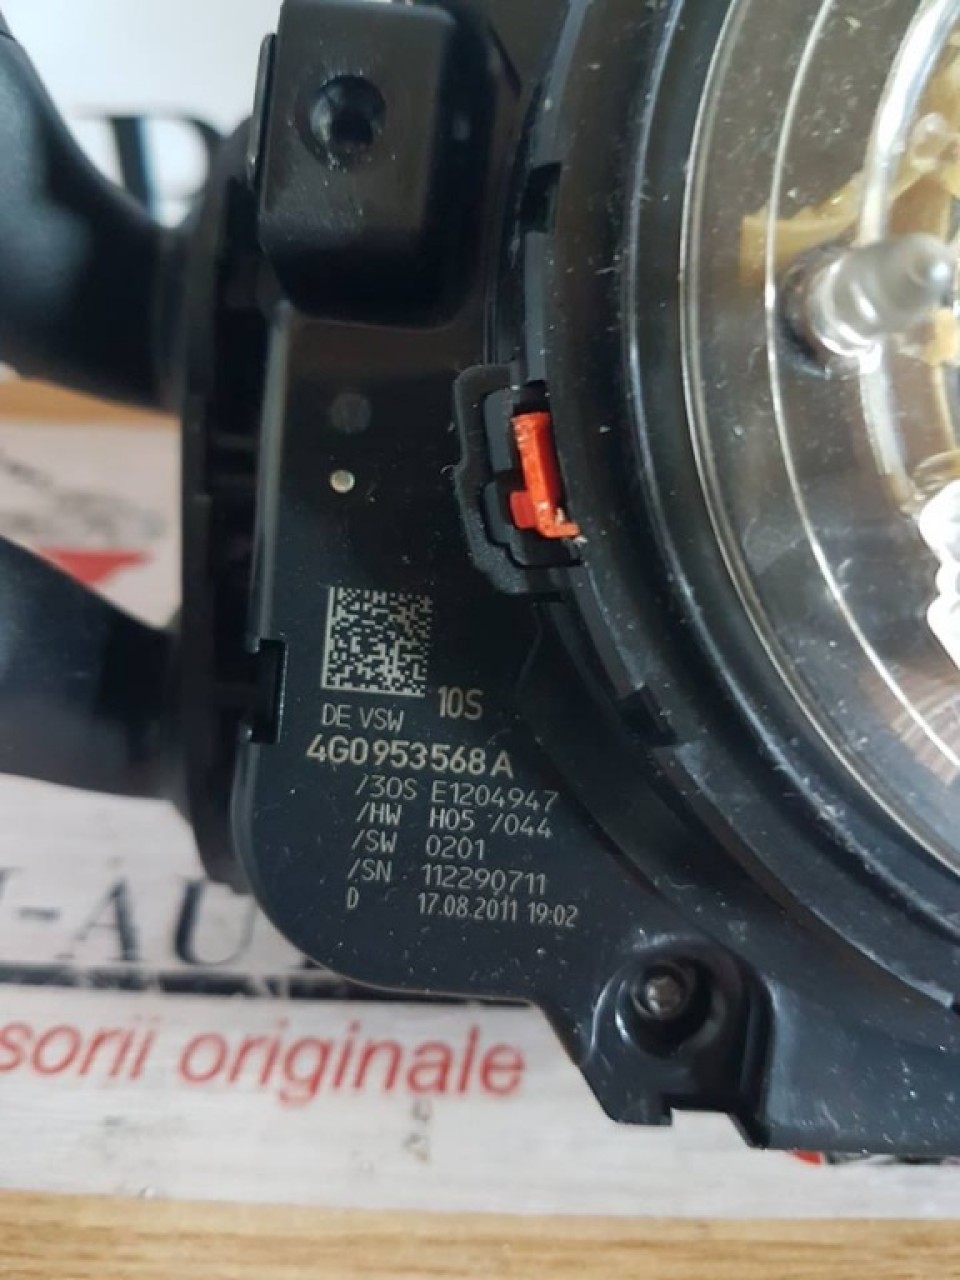 10S
DE VSW
4G0953568A
/30S E1204947
/HW H05 /044
/SW 0201
/SN 112290711
D 17.08.2011 19:02
-AU
sorii originale